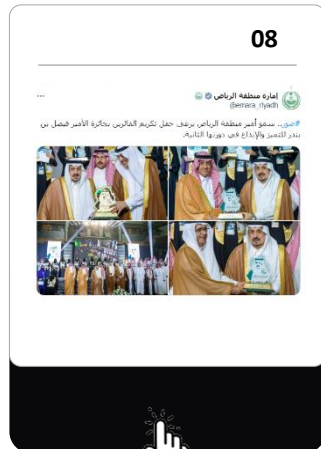 08
إمارة منطقة الرياض
@emara_riyadh
#صور.. سمو أمير منطقة الرياض يرعى حفل تكريم الفائزين بجائزة الأمير فيصل بن
بندر للتميز والإبداع في دورتها الثانية.